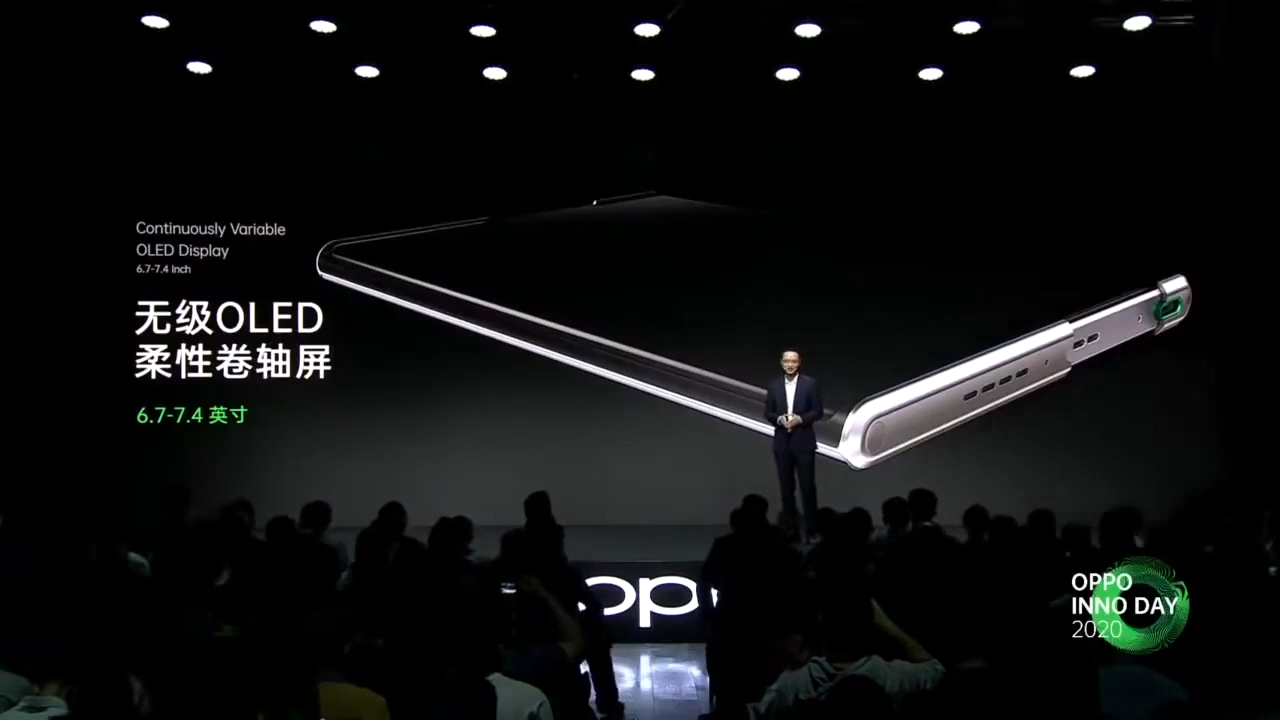 Continuously Variable
OLED Display
6.7-7.4 Inch
无级OLED
柔性卷轴屏
6.7-7.4 英寸
opp
OPPO
INNO DAY
2020